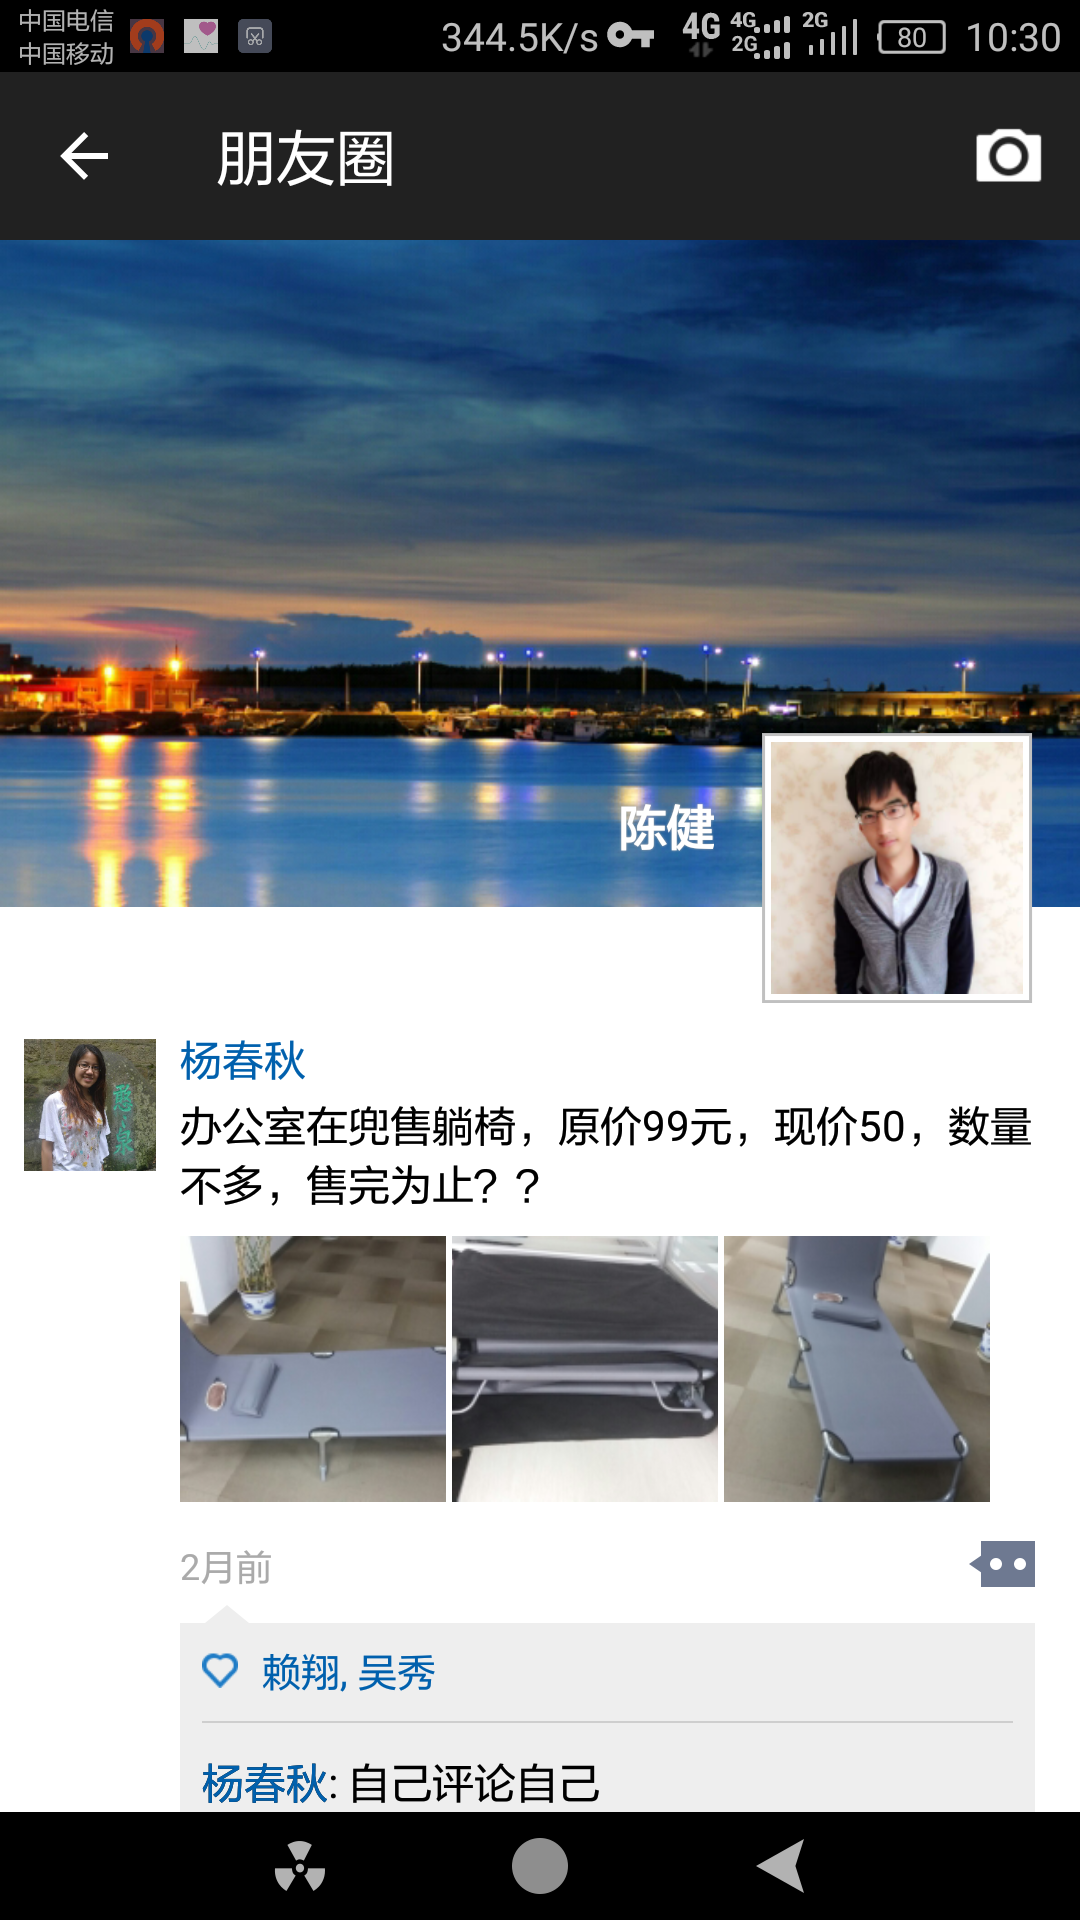 中国电信
中国移动
344.5K/s 4G 4G 2G 2G 80 10:30
朋友圈
陈健
杨春秋
办公室在兜售躺椅，原价99元，现价50，数量
不多，售完为止？？
2月前
赖翔, 吴秀
杨春秋: 自己评论自己